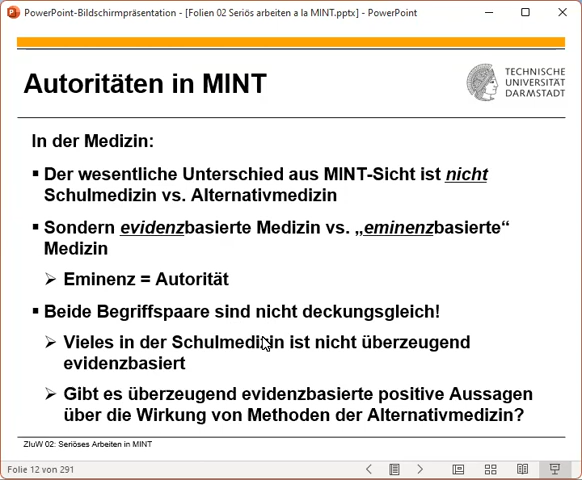 PowerPoint-Bildschirmpräsentation - [Folien 02 Seriös arbeiten a la MINT.pptx] - PowerPoint
Autoritäten in MINT
TECHNISCHE
UNIVERSITÄT
DARMSTADT
In der Medizin:
▪ Der wesentliche Unterschied aus MINT-Sicht ist nicht
Schulmedizin vs. Alternativmedizin
▪ Sondern evidenzbasierte Medizin vs. „eminenzbasierte“
Medizin
➢ Eminenz = Autorität
▪ Beide Begriffspaare sind nicht deckungsgleich!
➢ Vieles in der Schulmedizin ist nicht überzeugend
evidenzbasiert
➢ Gibt es überzeugend evidenzbasierte positive Aussagen
über die Wirkung von Methoden der Alternativmedizin?
ZluW 02: Seriöses Arbeiten in MINT
Folie 12 von 291